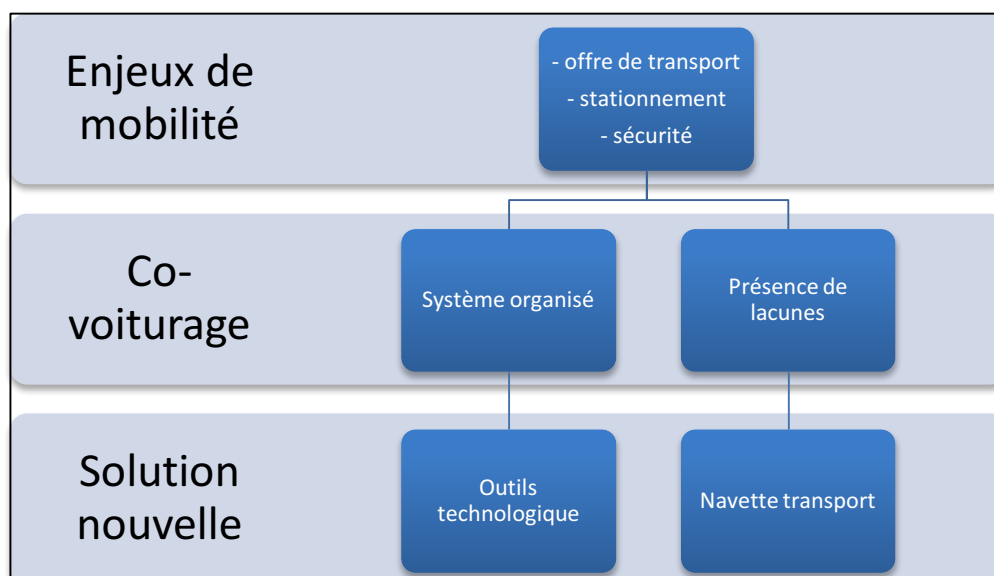 Enjeux de
mobilité
- offre de transport
- stationnement
- sécurité
Co-
voiturage
Système organisé
Présence de
lacunes
Solution
nouvelle
Outils
technologique
Navette transport